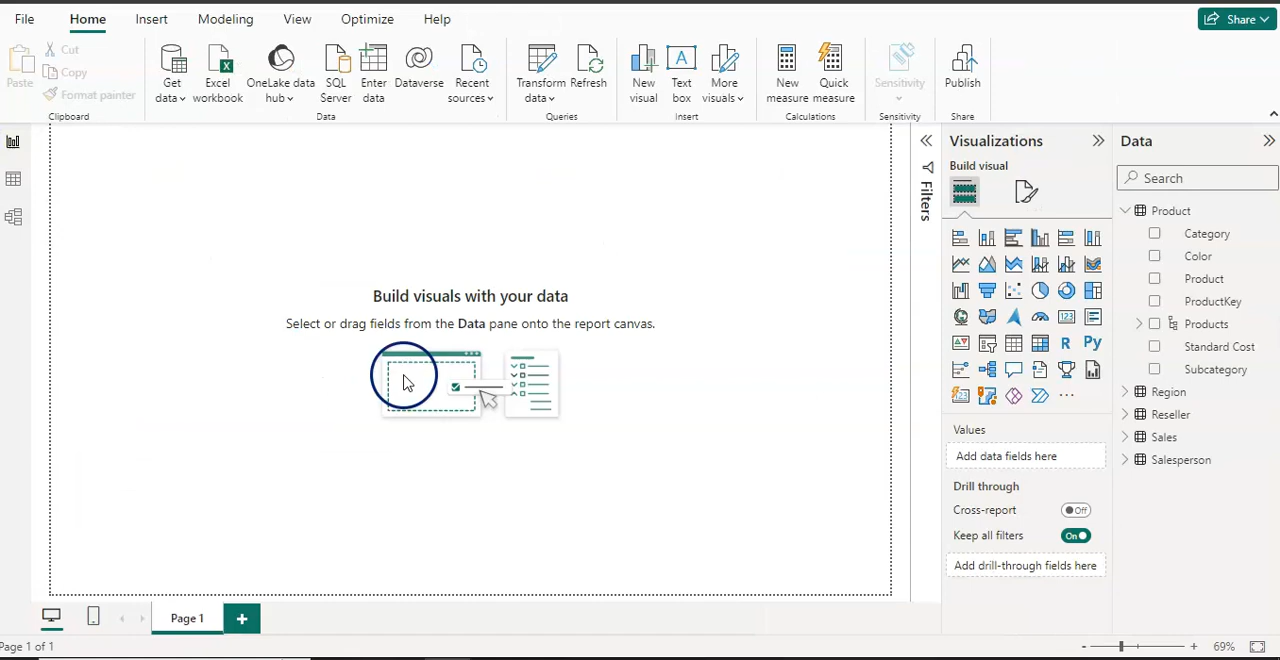 File Home Insert Modeling View Optimize Help Share
Paste Cut Copy Format painter
Clipboard
Get data Excel workbook OneLake data hub SQL Server Enter data Dataverse Recent sources
Data
Transform data Refresh
Queries
New visual Text box More visuals
Insert
New measure Quick measure
Calculations
Sensitivity
Sensitivity
Publish
Share
Build visuals with your data
Select or drag fields from the Data pane onto the report canvas.
Filters
Visualizations
Build visual
123
R
Py
123
Values
Add data fields here
Drill through
Cross-report Off
Keep all filters On
Add drill-through fields here
Data
Search
Product
Category
Color
Product
ProductKey
Products
Standard Cost
Subcategory
Region
Reseller
Sales
Salesperson
Page 1
Page 1 of 1
- + 69%